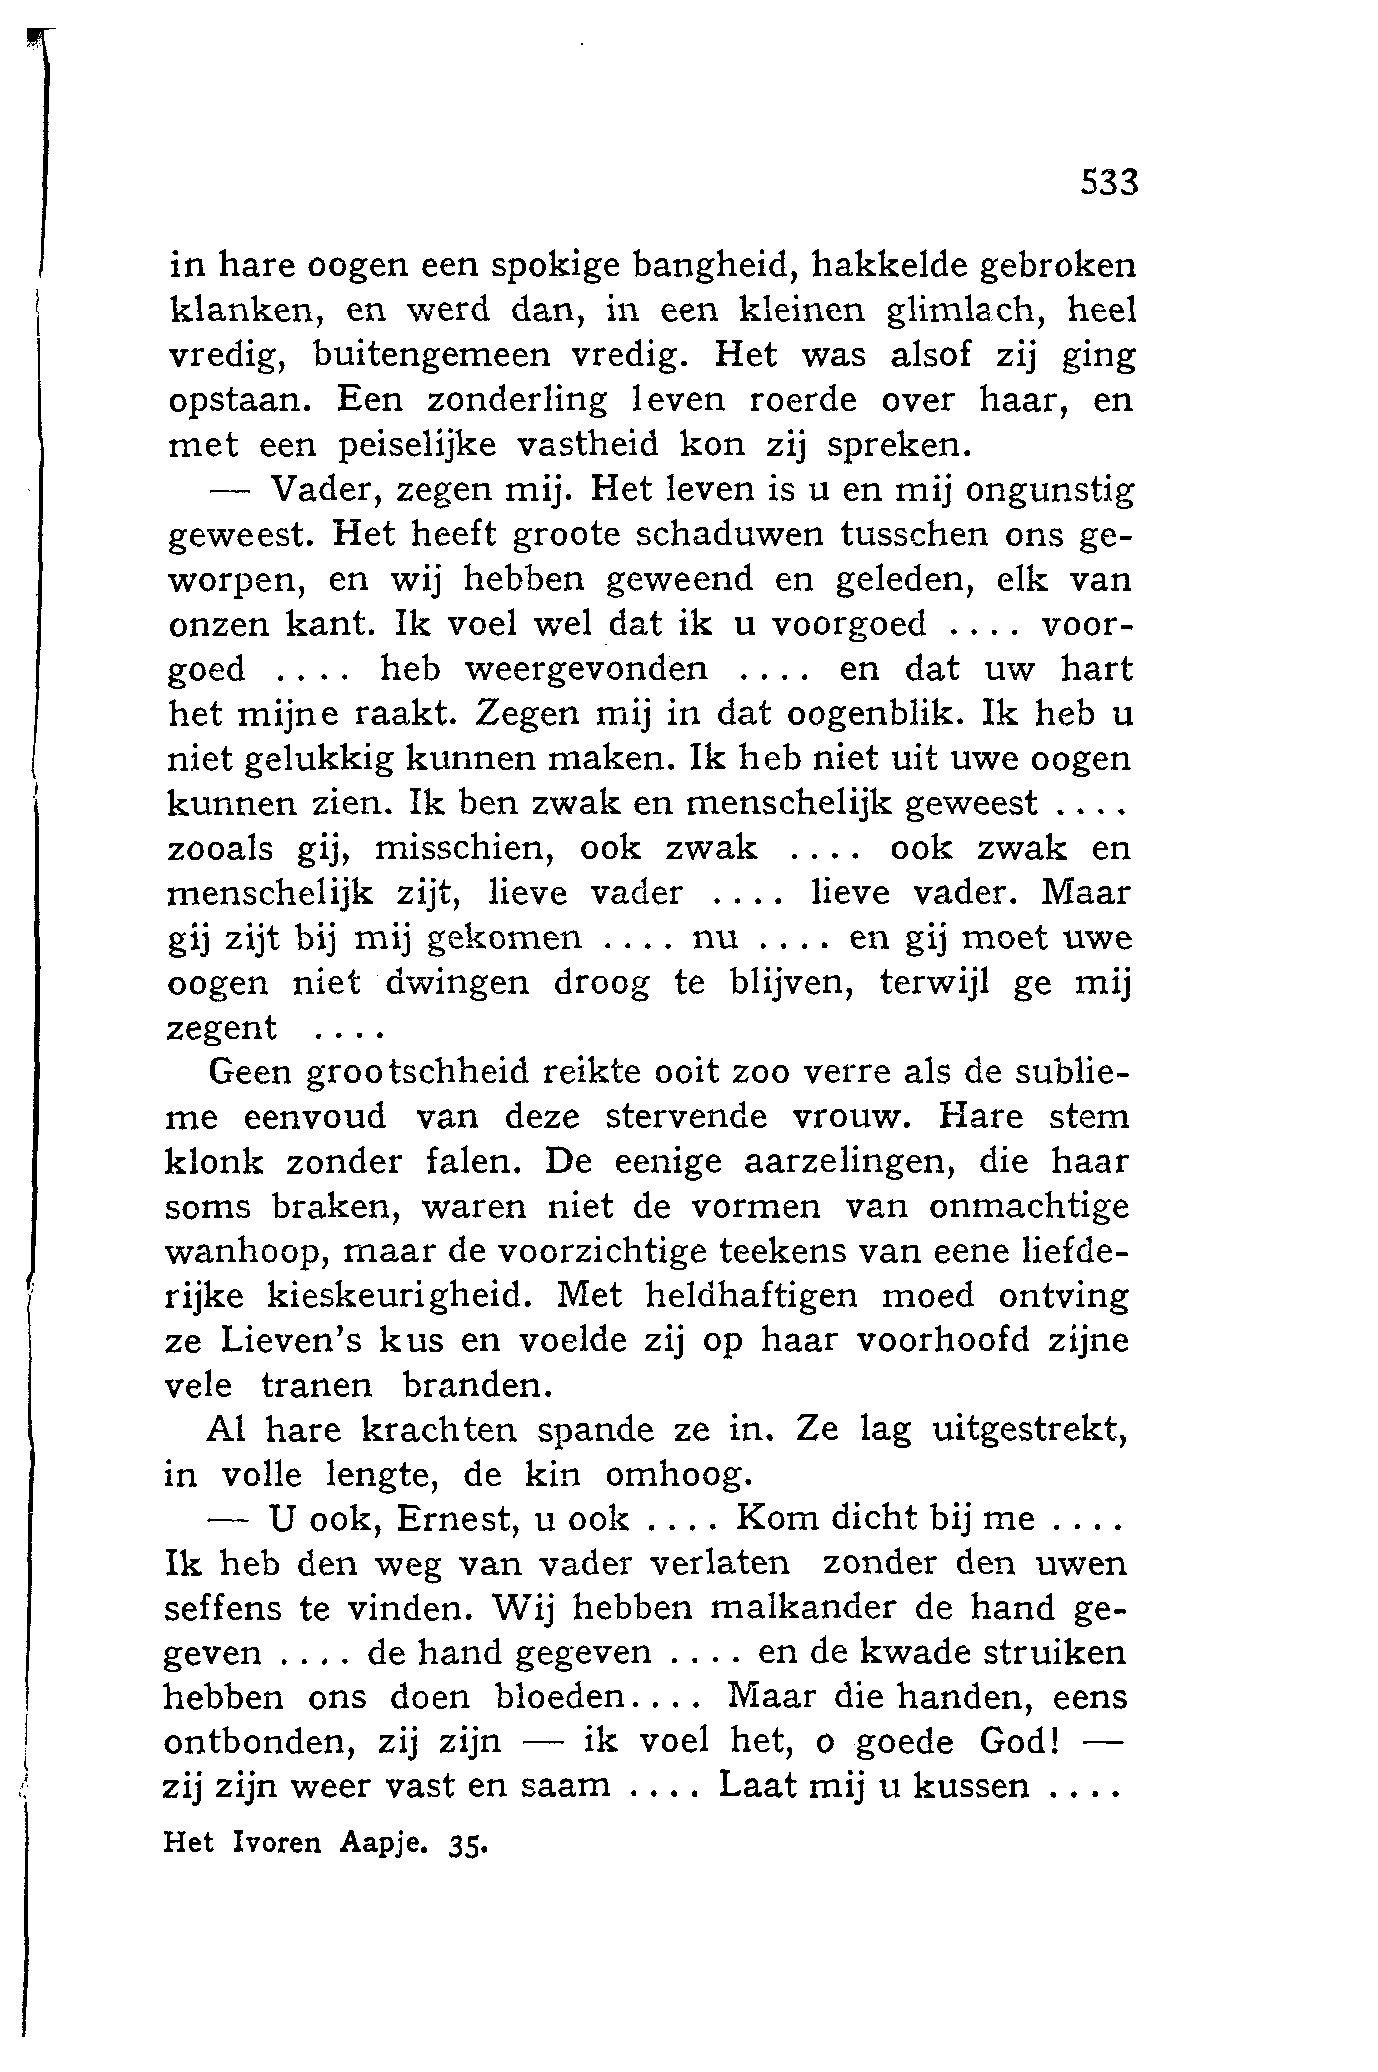 533
in hare oogen een spokige bangheid, hakkelde gebroken
klanken, en werd dan, in een kleinen glimlach, heel
vredig, buitengemeen vredig. Het was alsof zij ging
opstaan. Een zonderling leven roerde over haar, en
met een peiselijke vastheid kon zij spreken.
— Vader, zegen mij. Het leven is u en mij ongunstig
geweest. Het heeft groote schaduwen tusschen ons ge-
worpen, en wij hebben geweend en geleden, elk van
onzen kant. Ik voel wel dat ik u voorgoed .... voor-
goed .... heb weergevonden .... en dat uw hart
het mijne raakt. Zegen mij in dat oogenblik. Ik heb u
niet gelukkig kunnen maken. Ik heb niet uit uwe oogen
kunnen zien. Ik ben zwak en menschelijk geweest ....
zooals gij, misschien, ook zwak .... ook zwak en
menschelijk zijt, lieve vader .... lieve vader. Maar
gij zijt bij mij gekomen .... nu .... en gij moet uwe
oogen niet dwingen droog te blijven, terwijl ge mij
zegent ....
Geen grootschheid reikte ooit zoo verre als de sublie-
me eenvoud van deze stervende vrouw. Hare stem
klonk zonder falen. De eenige aarzelingen, die haar
soms braken, waren niet de vormen van onmachtige
wanhoop, maar de voorzichtige teekens van eene liefde-
rijke kieskeurigheid. Met heldhaftigen moed ontving
ze Lieven's kus en voelde zij op haar voorhoofd zijne
vele tranen branden.
Al hare krachten spande ze in. Ze lag uitgestrekt,
in volle lengte, de kin omhoog.
— U ook, Ernest, u ook .... Kom dicht bij me ....
Ik heb den weg van vader verlaten zonder den uwen
seffens te vinden. Wij hebben malkander de hand ge-
geven .... de hand gegeven .... en de kwade struiken
hebben ons doen bloeden.... Maar die handen, eens
ontbonden, zij zijn — ik voel het, o goede God! —
zij zijn weer vast en saam .... Laat mij u kussen ....
Het Ivoren Aapje. 35.